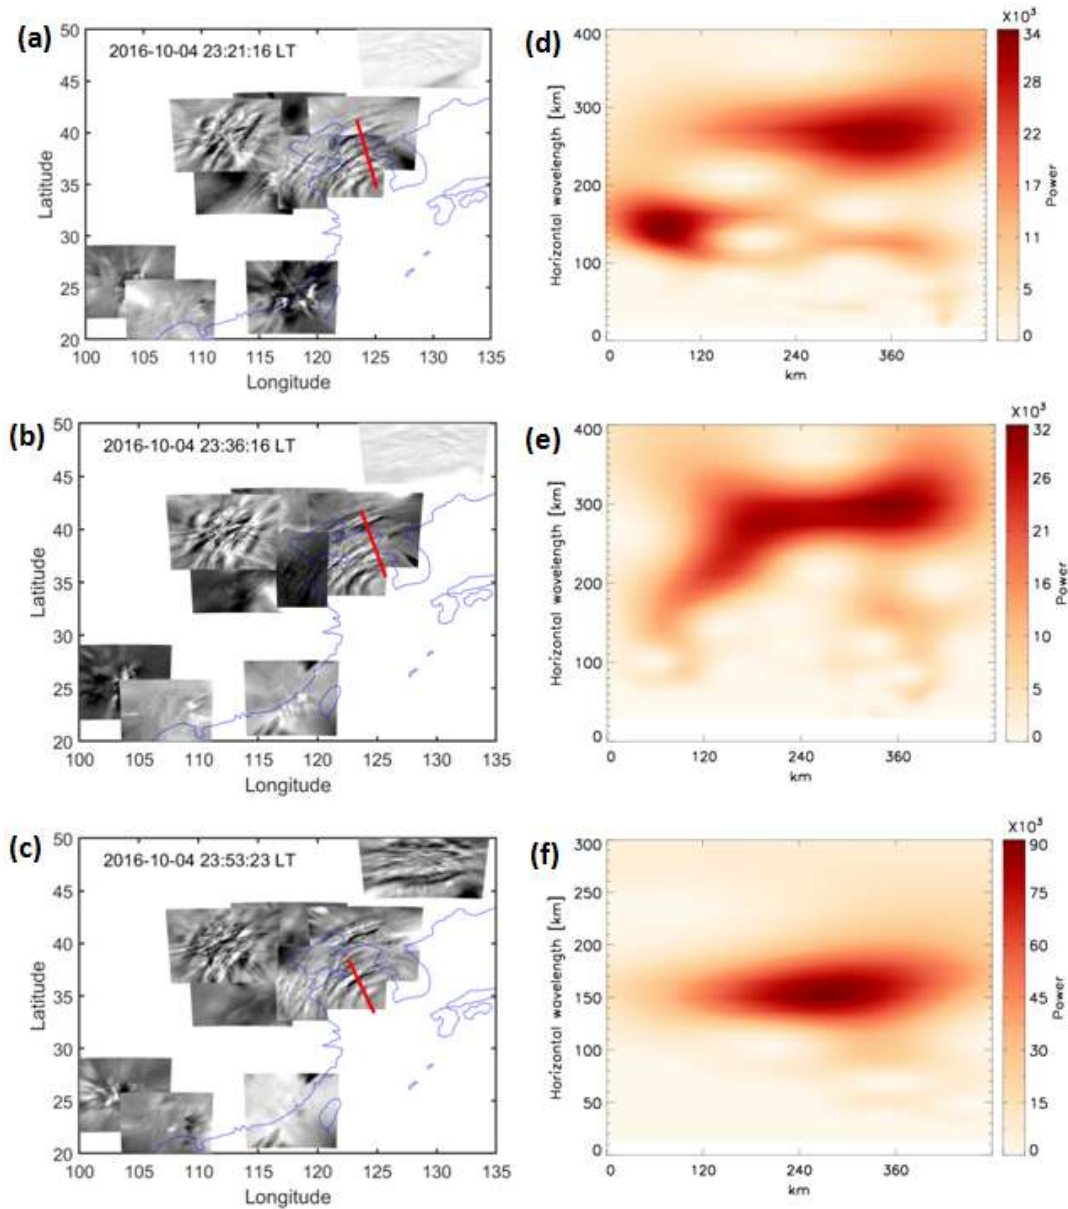 (a)
2016-10-04 23:21:16 LT
50
45
40
35
30
25
20
Latitude
100 105 110 115 120 125 130 135
Longitude
(d)
X10³
400
300
200
100
0
Horizontal wavelength [km]
0 120 240 360
km
34
28
22
17
11
5
0
Power
(b)
2016-10-04 23:36:16 LT
50
45
40
35
30
25
20
Latitude
100 105 110 115 120 125 130 135
Longitude
(e)
X10³
400
300
200
100
0
Horizontal wavelength [km]
0 120 240 360
km
32
26
21
16
10
5
0
Power
(c)
2016-10-04 23:53:23 LT
50
45
40
35
30
25
20
Latitude
100 105 110 115 120 125 130 135
Longitude
(f)
X10³
300
250
200
150
100
50
0
Horizontal wavelength [km]
0 120 240 360
km
90
75
60
45
30
15
0
Power